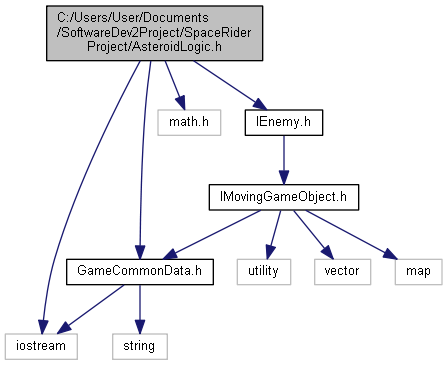 C:/Users/User/Documents
/SoftwareDev2Project/SpaceRider
Project/AsteroidLogic.h
math.h
IEnemy.h
IMovingGameObject.h
GameCommonData.h
utility
vector
map
iostream
string